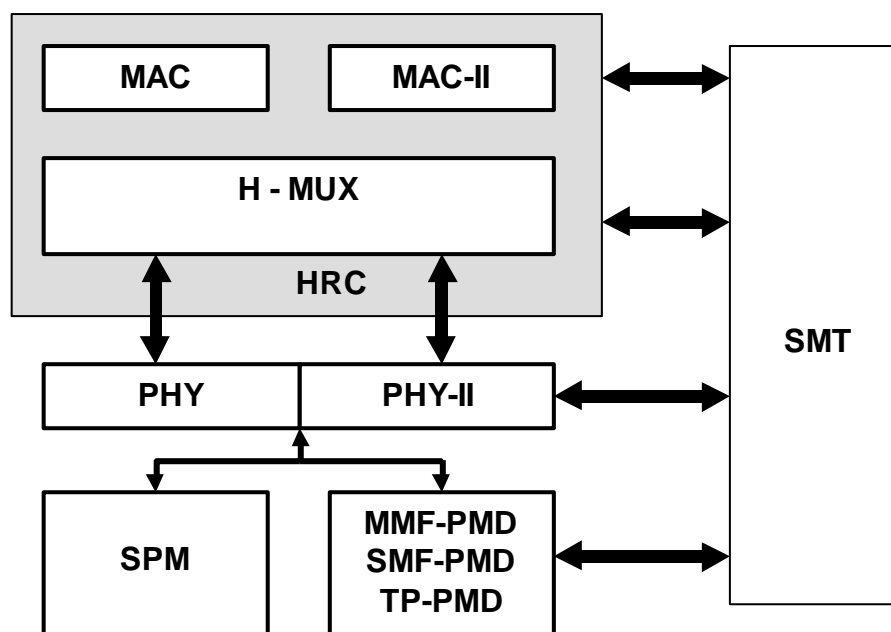 MAC
MAC-II
H - MUX
HRC
SMT
PHY
PHY-II
SPM
MMF-PMD
SMF-PMD
TP-PMD